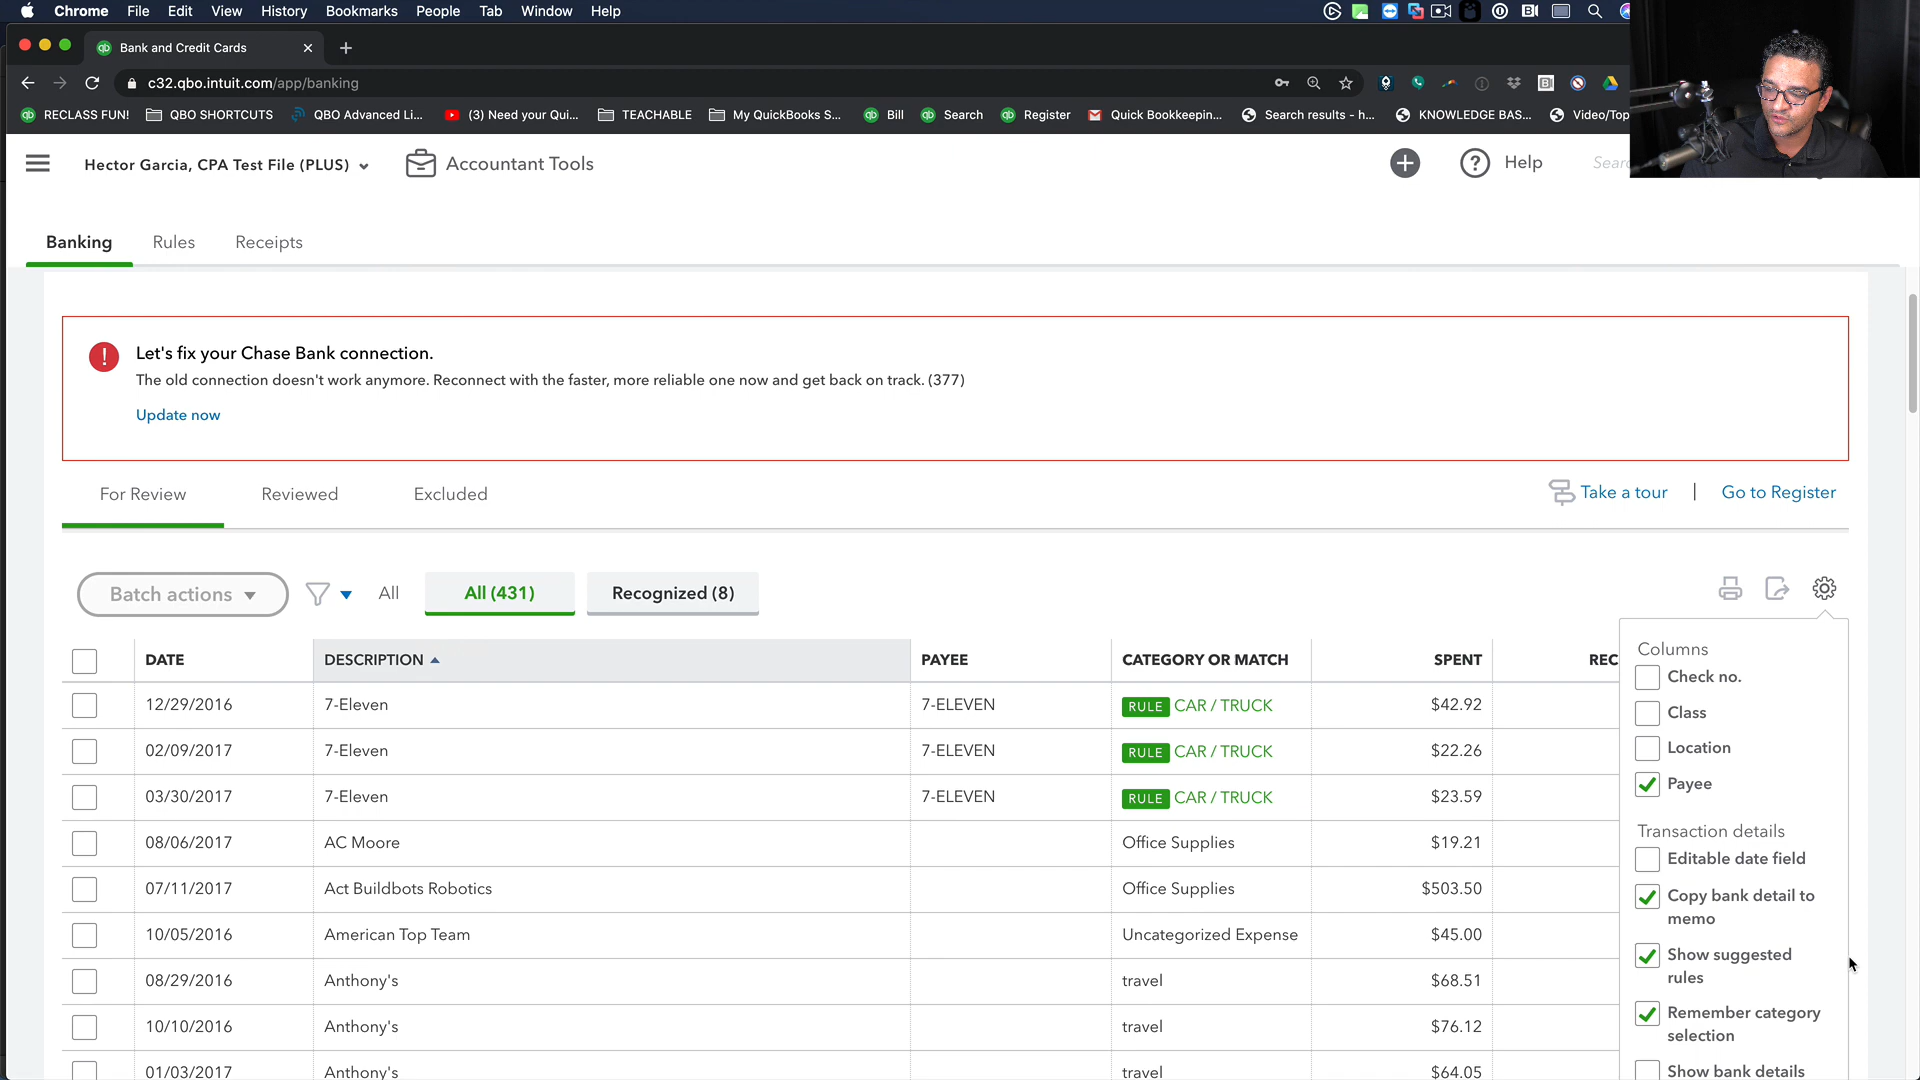 Chrome File Edit View History Bookmarks People Tab Window Help
Bank and Credit Cards
c32.qbo.intuit.com/app/banking
RECLASS FUN! QBO SHORTCUTS QBO Advanced Li... (3) Need your Qui... TEACHABLE My QuickBooks S... Bill Search Register Quick Bookkeepin... Search results - h... KNOWLEDGE BAS... Video/Top
Hector Garcia, CPA Test File (PLUS) Accountant Tools Help Sear
Banking Rules Receipts
Let's fix your Chase Bank connection.
The old connection doesn't work anymore. Reconnect with the faster, more reliable one now and get back on track. (377)
Update now
For Review Reviewed Excluded Take a tour | Go to Register
Batch actions All All (431) Recognized (8)
DATE DESCRIPTION PAYEE CATEGORY OR MATCH SPENT REC
12/29/2016 7-Eleven 7-ELEVEN RULE CAR / TRUCK $42.92
02/09/2017 7-Eleven 7-ELEVEN RULE CAR / TRUCK $22.26
03/30/2017 7-Eleven 7-ELEVEN RULE CAR / TRUCK $23.59
08/06/2017 AC Moore Office Supplies $19.21
07/11/2017 Act Buildbots Robotics Office Supplies $503.50
10/05/2016 American Top Team Uncategorized Expense $45.00
08/29/2016 Anthony's travel $68.51
10/10/2016 Anthony's travel $76.12
01/03/2017 Anthony's travel $64.05
Columns
Check no.
Class
Location
Payee
Transaction details
Editable date field
Copy bank detail to
memo
Show suggested
rules
Remember category
selection
Show bank details